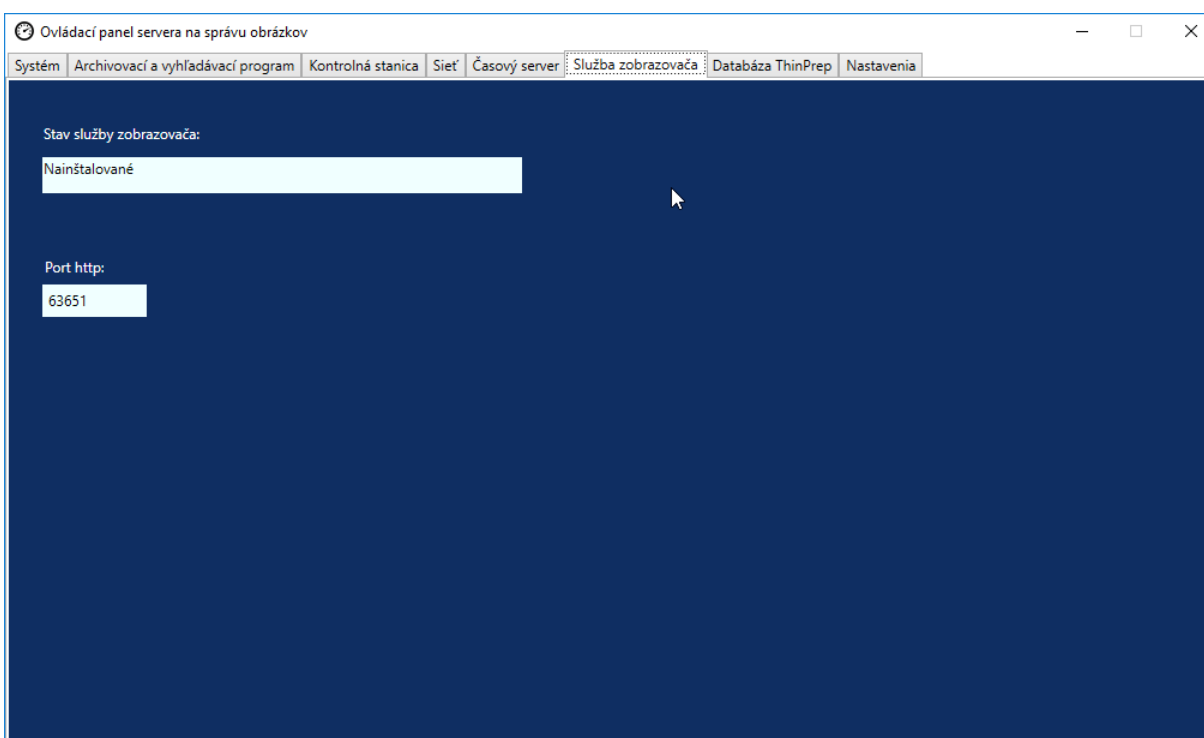 Ovládací panel servera na správu obrázkov
Systém Archivovací a vyhľadávací program Kontrolná stanica Sieť Časový server Služba zobrazovača Databáza ThinPrep Nastavenia
Stav služby zobrazovača:
Nainštalované
Port http:
63651